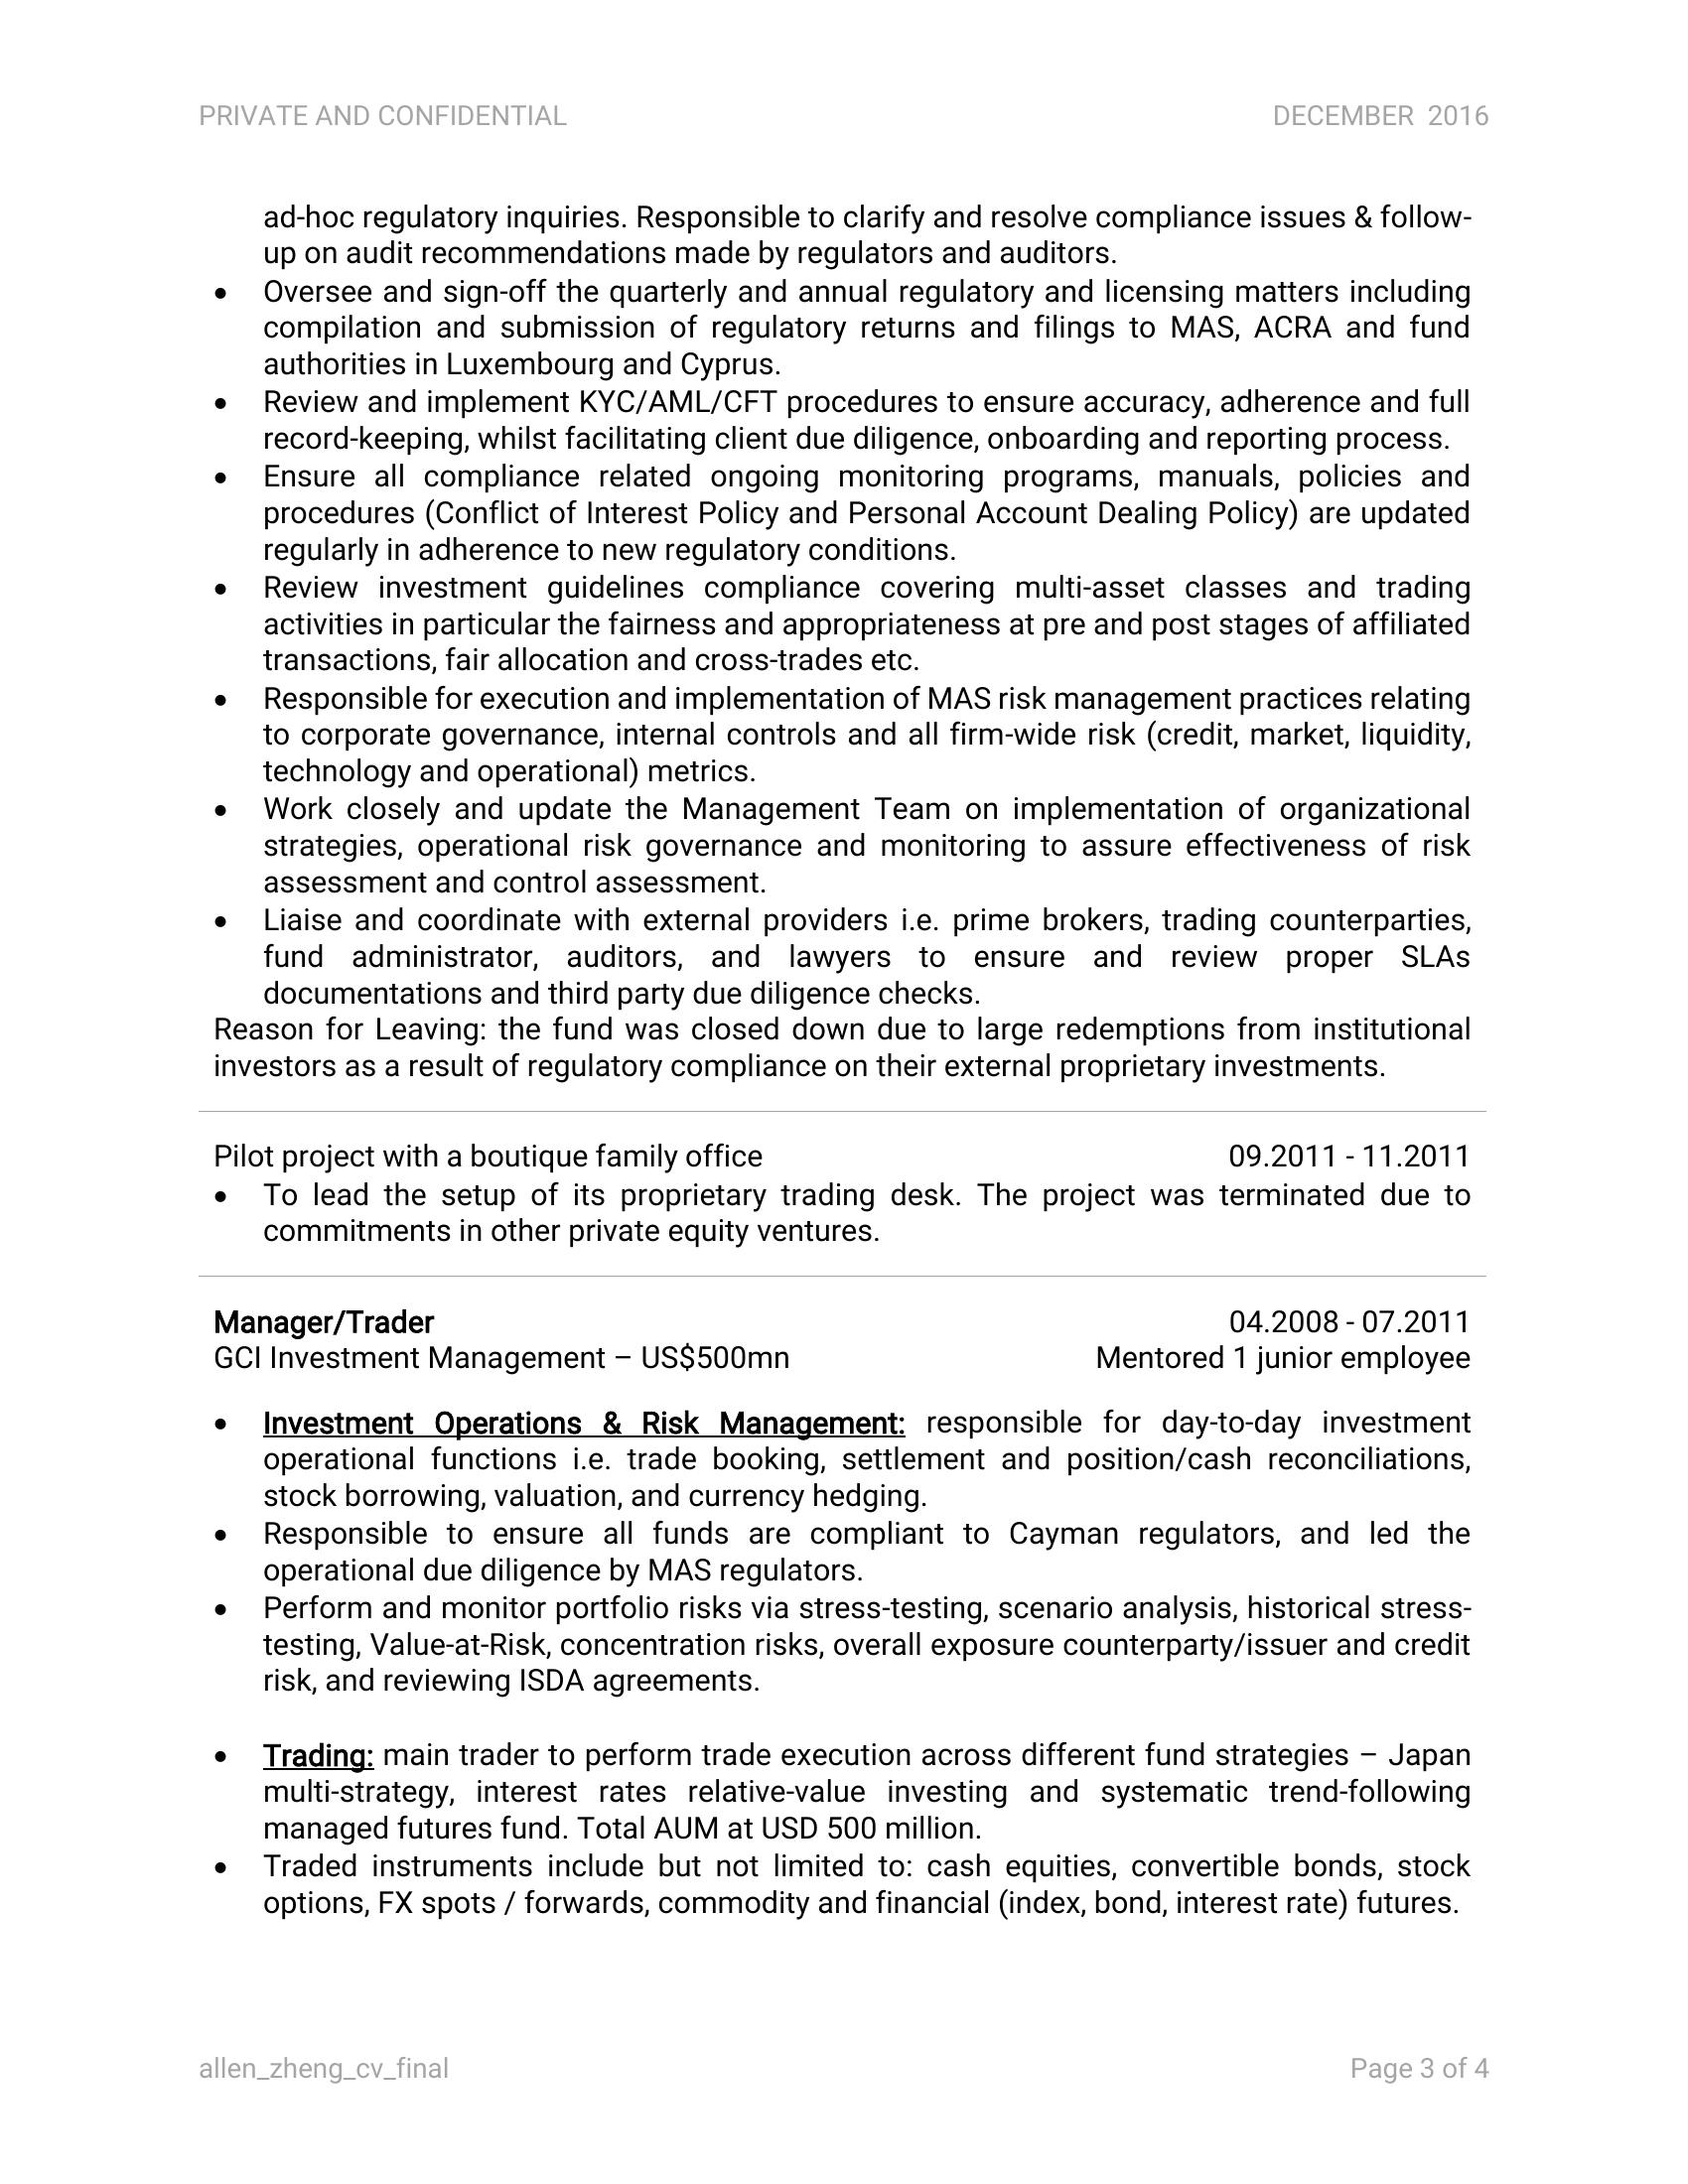 PRIVATE AND CONFIDENTIAL DECEMBER 2016
ad-hoc regulatory inquiries. Responsible to clarify and resolve compliance issues & follow-
up on audit recommendations made by regulators and auditors.
• Oversee and sign-off the quarterly and annual regulatory and licensing matters including
compilation and submission of regulatory returns and filings to MAS, ACRA and fund
authorities in Luxembourg and Cyprus.
• Review and implement KYC/AML/CFT procedures to ensure accuracy, adherence and full
record-keeping, whilst facilitating client due diligence, onboarding and reporting process.
• Ensure all compliance related ongoing monitoring programs, manuals, policies and
procedures (Conflict of Interest Policy and Personal Account Dealing Policy) are updated
regularly in adherence to new regulatory conditions.
• Review investment guidelines compliance covering multi-asset classes and trading
activities in particular the fairness and appropriateness at pre and post stages of affiliated
transactions, fair allocation and cross-trades etc.
• Responsible for execution and implementation of MAS risk management practices relating
to corporate governance, internal controls and all firm-wide risk (credit, market, liquidity,
technology and operational) metrics.
• Work closely and update the Management Team on implementation of organizational
strategies, operational risk governance and monitoring to assure effectiveness of risk
assessment and control assessment.
• Liaise and coordinate with external providers i.e. prime brokers, trading counterparties,
fund administrator, auditors, and lawyers to ensure and review proper SLAs
documentations and third party due diligence checks.
Reason for Leaving: the fund was closed down due to large redemptions from institutional
investors as a result of regulatory compliance on their external proprietary investments.
Pilot project with a boutique family office 09.2011 - 11.2011
• To lead the setup of its proprietary trading desk. The project was terminated due to
commitments in other private equity ventures.
Manager/Trader 04.2008 - 07.2011
GCI Investment Management – US$500mn Mentored 1 junior employee
• Investment Operations & Risk Management: responsible for day-to-day investment
operational functions i.e. trade booking, settlement and position/cash reconciliations,
stock borrowing, valuation, and currency hedging.
• Responsible to ensure all funds are compliant to Cayman regulators, and led the
operational due diligence by MAS regulators.
• Perform and monitor portfolio risks via stress-testing, scenario analysis, historical stress-
testing, Value-at-Risk, concentration risks, overall exposure counterparty/issuer and credit
risk, and reviewing ISDA agreements.
• Trading: main trader to perform trade execution across different fund strategies – Japan
multi-strategy, interest rates relative-value investing and systematic trend-following
managed futures fund. Total AUM at USD 500 million.
• Traded instruments include but not limited to: cash equities, convertible bonds, stock
options, FX spots / forwards, commodity and financial (index, bond, interest rate) futures.
allen_zheng_cv_final Page 3 of 4